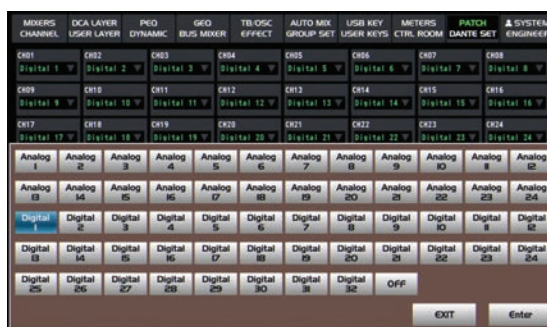 MIXERS DCA LAYER PEQ GEQ TB/OSC AUTO MIX USB KEY METERS PATCH SYSTEM
CHANNEL USER LAYER DYNAMIC BUS MIXER EFFECT GROUP SET USER KEYS CTRL ROOM DANTE SET ENGINEER
CH01 CH02 CH03 CH04 CH05 CH06 CH07 CH08
Digital 1 Digital 2 Digital 3 Digital 4 Digital 5 Digital 6 Digital 7 Digital 8
CH09 CH10 CH11 CH12 CH13 CH14 CH15 CH16
Digital 9 Digital 10 Digital 11 Digital 12 Digital 13 Digital 14 Digital 15 Digital 16
CH17 CH18 CH19 CH20 CH21 CH22 CH23 CH24
Digital 17 Digital 18 Digital 19 Digital 20 Digital 21 Digital 22 Digital 23 Digital 24
Analog Analog Analog Analog Analog Analog Analog Analog Analog Analog Analog Analog
1 2 3 4 5 6 7 8 9 10 11 12
Analog Analog Analog Analog Analog Analog Analog Analog Analog Analog Analog Analog
13 14 15 16 17 18 19 20 21 22 23 24
Digital Digital Digital Digital Digital Digital Digital Digital Digital Digital Digital Digital
1 2 3 4 5 6 7 8 9 10 11 12
Digital Digital Digital Digital Digital Digital Digital Digital Digital Digital Digital Digital
13 14 15 16 17 18 19 20 21 22 23 24
Digital Digital Digital Digital Digital Digital Digital Digital OFF
25 26 27 28 29 30 31 32
EXIT Enter